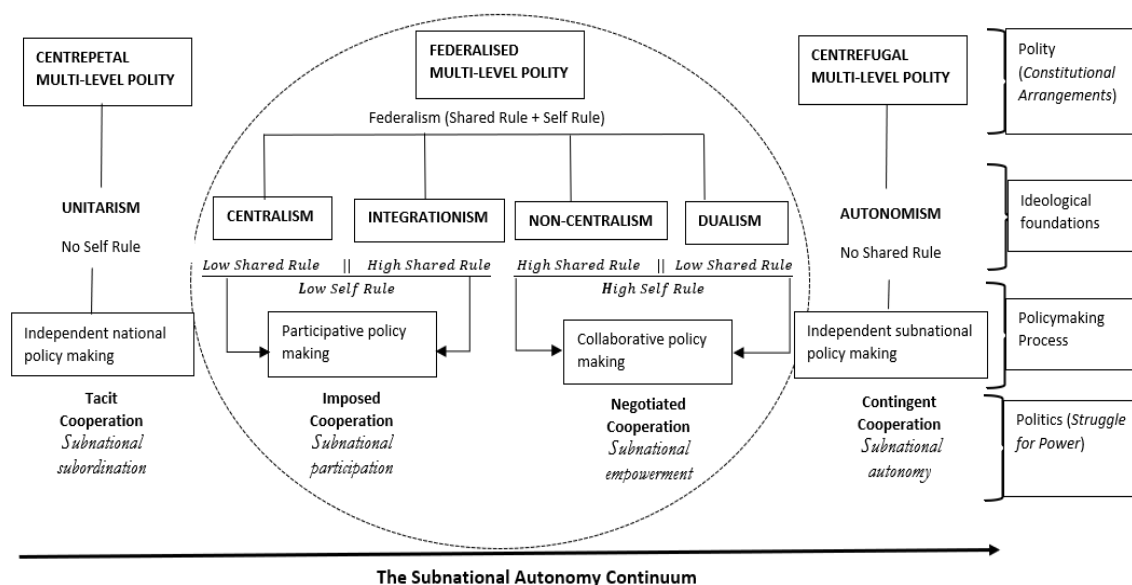 CENTREPETAL
MULTI-LEVEL POLITY
FEDERALISED
MULTI-LEVEL POLITY
CENTREFUGAL
MULTI-LEVEL POLITY
Polity
(Constitutional
Arrangements)
Federalism (Shared Rule + Self Rule)
UNITARISM
No Self Rule
CENTRALISM
INTEGRATIONISM
NON-CENTRALISM
DUALISM
AUTONOMISM
No Shared Rule
Ideological
foundations
Low Shared Rule || High Shared Rule
Low Self Rule
High Shared Rule || Low Shared Rule
High Self Rule
Independent national
policy making
Participative policy
making
Collaborative policy
making
Independent subnational
policy making
Policymaking
Process
Tacit
Cooperation
Subnational
subordination
Imposed
Cooperation
Subnational
participation
Negotiated
Cooperation
Subnational
empowerment
Contingent
Cooperation
Subnational
autonomy
Politics (Struggle
for Power)
The Subnational Autonomy Continuum